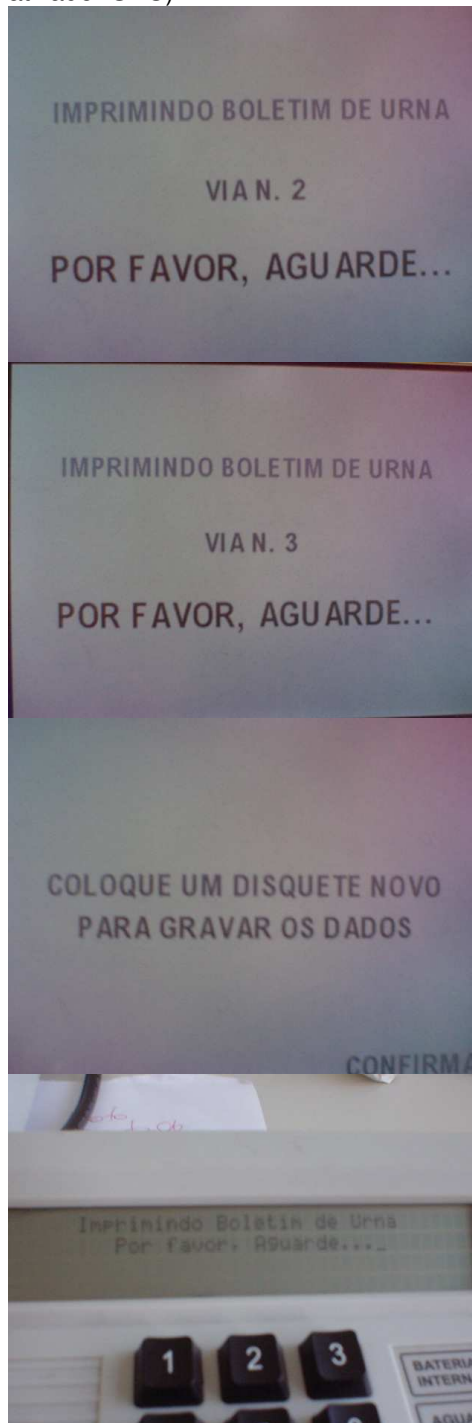 IMPRIMINDO BOLETIM DE URNA
VIA N. 2
POR FAVOR, AGUARDE...
IMPRIMINDO BOLETIM DE URNA
VIA N. 3
POR FAVOR, AGUARDE...
COLOQUE UM DISQUETE NOVO
PARA GRAVAR OS DADOS
CONFIRMA
Imprimindo Boletim de Urna
Por favor, Aguarde..._
1 2 3
BATERIA
INTERN